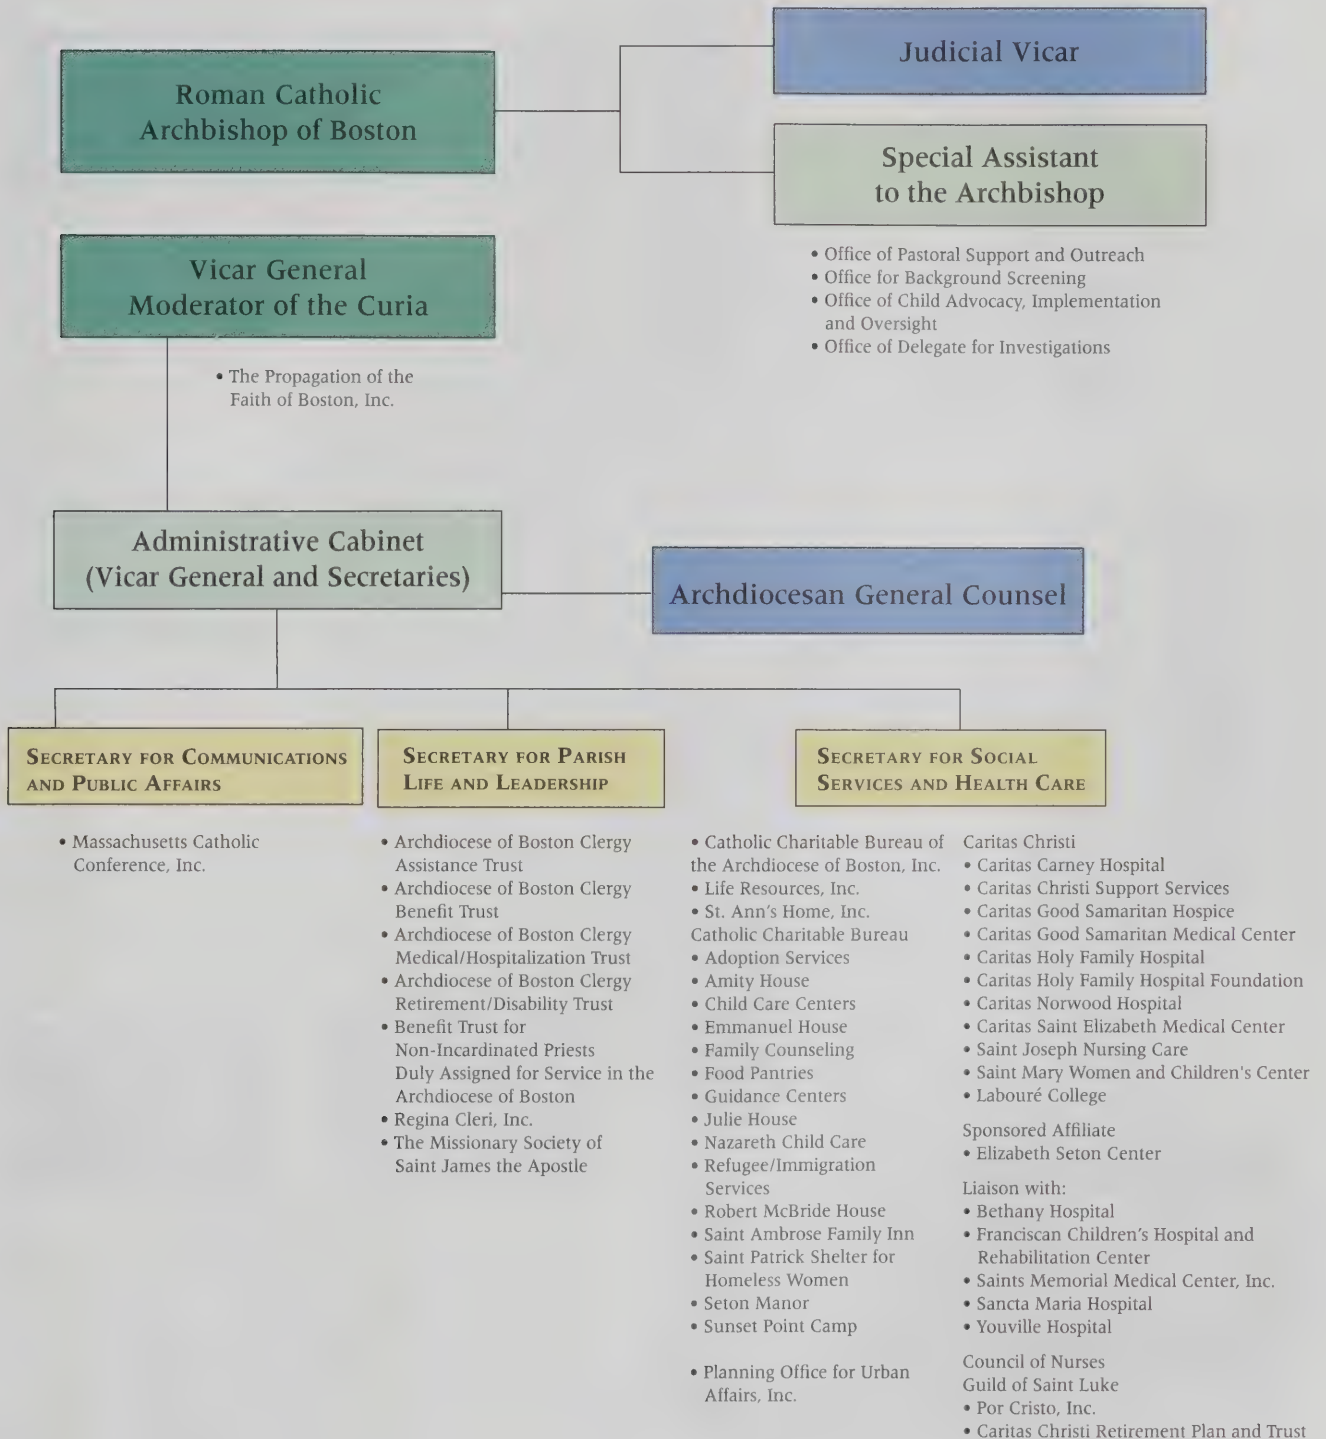 Roman Catholic
Archbishop of Boston
Judicial Vicar
Special Assistant
to the Archbishop
• Office of Pastoral Support and Outreach
• Office for Background Screening
• Office of Child Advocacy, Implementation
and Oversight
• Office of Delegate for Investigations
Vicar General
Moderator of the Curia
• The Propagation of the
Faith of Boston, Inc.
Administrative Cabinet
(Vicar General and Secretaries)
Archdiocesan General Counsel
SECRETARY FOR COMMUNICATIONS
AND PUBLIC AFFAIRS
• Massachusetts Catholic
Conference, Inc.
SECRETARY FOR PARISH
LIFE AND LEADERSHIP
• Archdiocese of Boston Clergy
Assistance Trust
• Archdiocese of Boston Clergy
Benefit Trust
• Archdiocese of Boston Clergy
Medical/Hospitalization Trust
• Archdiocese of Boston Clergy
Retirement/Disability Trust
• Benefit Trust for
Non-Incardinated Priests
Duly Assigned for Service in the
Archdiocese of Boston
• Regina Cleri, Inc.
• The Missionary Society of
Saint James the Apostle
SECRETARY FOR SOCIAL
SERVICES AND HEALTH CARE
• Catholic Charitable Bureau of
the Archdiocese of Boston, Inc.
• Life Resources, Inc.
• St. Ann's Home, Inc.
Catholic Charitable Bureau
• Adoption Services
• Amity House
• Child Care Centers
• Emmanuel House
• Family Counseling
• Food Pantries
• Guidance Centers
• Julie House
• Nazareth Child Care
• Refugee/Immigration
Services
• Robert McBride House
• Saint Ambrose Family Inn
• Saint Patrick Shelter for
Homeless Women
• Seton Manor
• Sunset Point Camp
• Planning Office for Urban
Affairs, Inc.
Caritas Christi
• Caritas Carney Hospital
• Caritas Christi Support Services
• Caritas Good Samaritan Hospice
• Caritas Good Samaritan Medical Center
• Caritas Holy Family Hospital
• Caritas Holy Family Hospital Foundation
• Caritas Norwood Hospital
• Caritas Saint Elizabeth Medical Center
• Saint Joseph Nursing Care
• Saint Mary Women and Children's Center
• Labouré College
Sponsored Affiliate
• Elizabeth Seton Center
Liaison with:
• Bethany Hospital
• Franciscan Children's Hospital and
Rehabilitation Center
• Saints Memorial Medical Center, Inc.
• Sancta Maria Hospital
• Youville Hospital
Council of Nurses
Guild of Saint Luke
• Por Cristo, Inc.
• Caritas Christi Retirement Plan and Trust